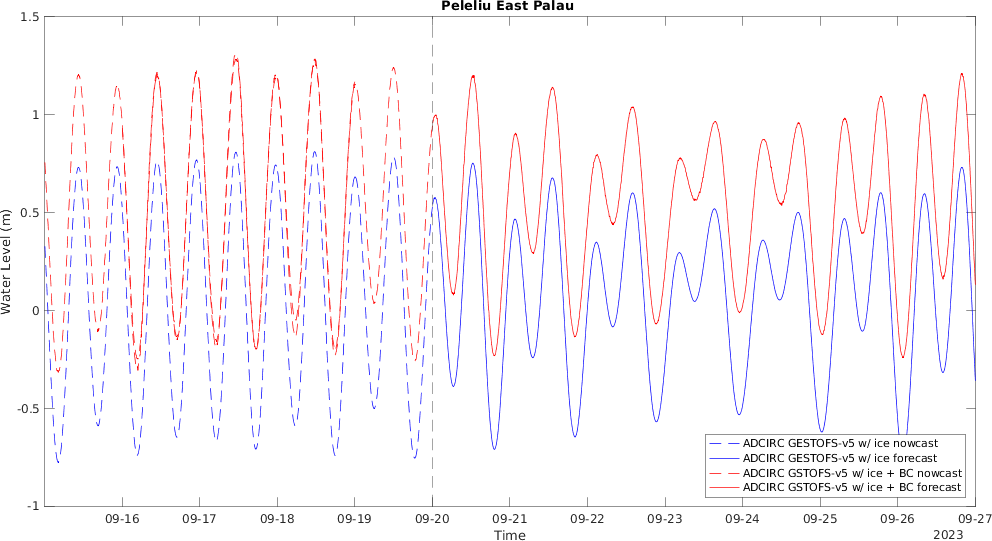 Peleliu East Palau
1.5
1
0.5
0
-0.5
-1
Water Level (m)
ADCIRC GESTOFS-v5 w/ ice nowcast
ADCIRC GESTOFS-v5 w/ ice forecast
ADCIRC GSTOFS-v5 w/ ice + BC nowcast
ADCIRC GSTOFS-v5 w/ ice + BC forecast
09-16 09-17 09-18 09-19 09-20 09-21 09-22 09-23 09-24 09-25 09-26 09-27
Time
2023